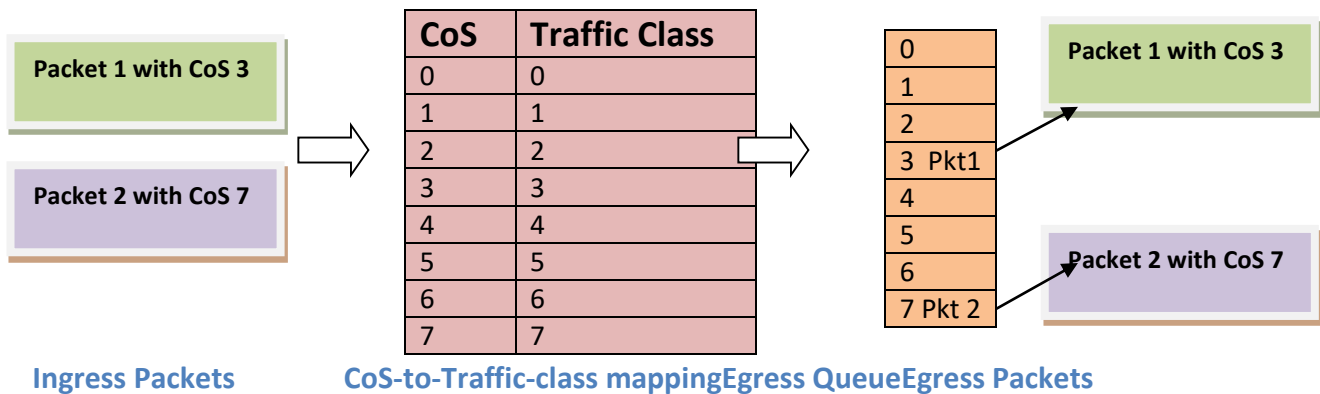 Packet 1 with CoS 3
Packet 2 with CoS 7
CoS Traffic Class
0 0
1 1
2 2
3 3
4 4
5 5
6 6
7 7
0
1
2
3 Pkt1
4
5
6
7 Pkt 2
Packet 1 with CoS 3
Packet 2 with CoS 7
Ingress Packets CoS-to-Traffic-class mappingEgress QueueEgress Packets